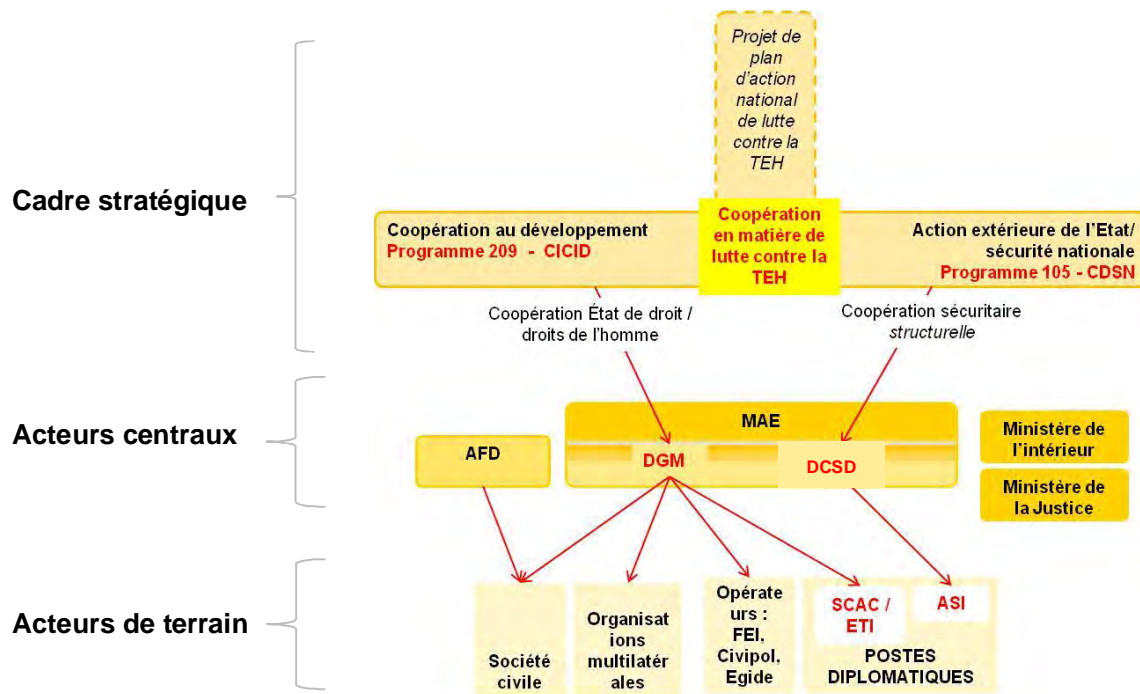 Projet de
plan
d'action
national
de lutte
contre la
TEH
Cadre stratégique
Coopération au développement
Programme 209 - CICID
Coopération
en matière de
lutte contre la
TEH
Action extérieure de l'Etat/
sécurité nationale
Programme 105 - CDSN
Coopération État de droit /
droits de l'homme
Coopération sécuritaire
structurelle
Acteurs centraux
AFD
MAE
DGM
DCSD
Ministère de
l'intérieur
Ministère de
la Justice
Acteurs de terrain
Société
civile
Organisat
ions
multilatér
ales
Opérate
urs :
FEI,
Civipol,
Egide
SCAC /
ETI
ASI
POSTES
DIPLOMATIQUES